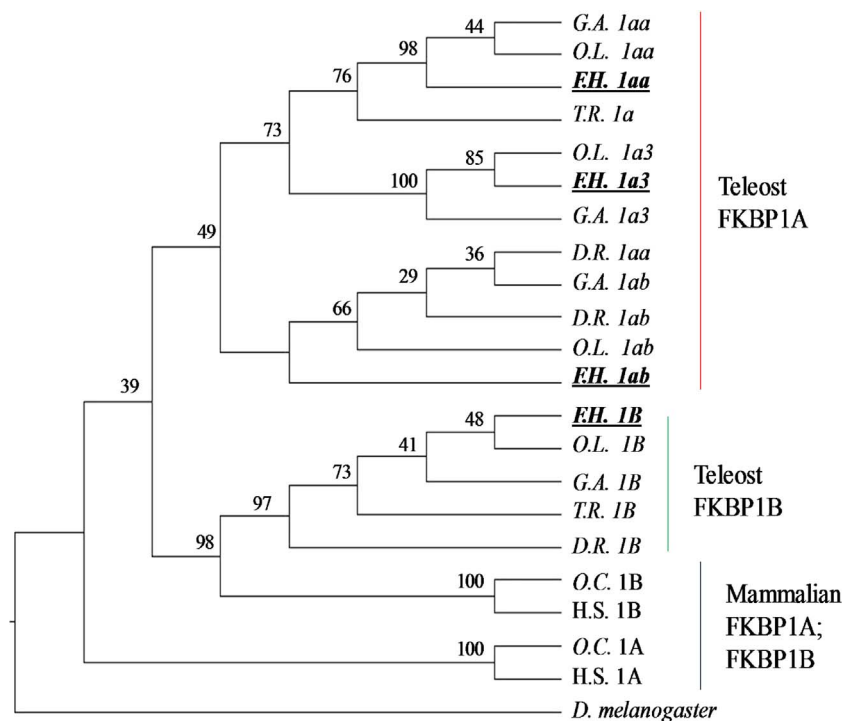 44
G.A. 1aa
O.L. 1aa
98
F.H. 1aa
76
T.R. 1a
73
O.L. 1a3
85
F.H. 1a3
100
G.A. 1a3
Teleost
FKBP1A
49
D.R. 1aa
36
G.A. 1ab
29
D.R. 1ab
66
O.L. 1ab
F.H. 1ab
39
F.H. 1B
48
O.L. 1B
41
G.A. 1B
73
T.R. 1B
97
D.R. 1B
Teleost
FKBP1B
98
O.C. 1B
100
H.S. 1B
O.C. 1A
100
H.S. 1A
Mammalian
FKBP1A;
FKBP1B
D. melanogaster